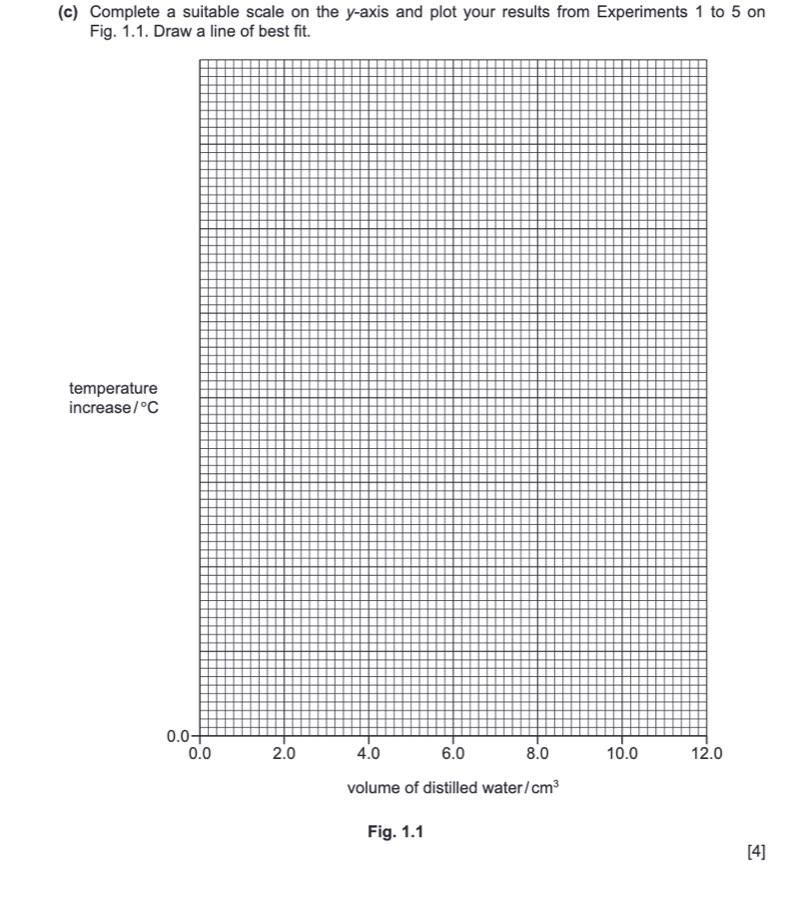 (c) Complete a suitable scale on the y-axis and plot your results from Experiments 1 to 5 on
Fig. 1.1. Draw a line of best fit.
temperature
increase / °C
0.0
0.0 2.0 4.0 6.0 8.0 10.0 12.0
volume of distilled water / cm³
Fig. 1.1
[4]